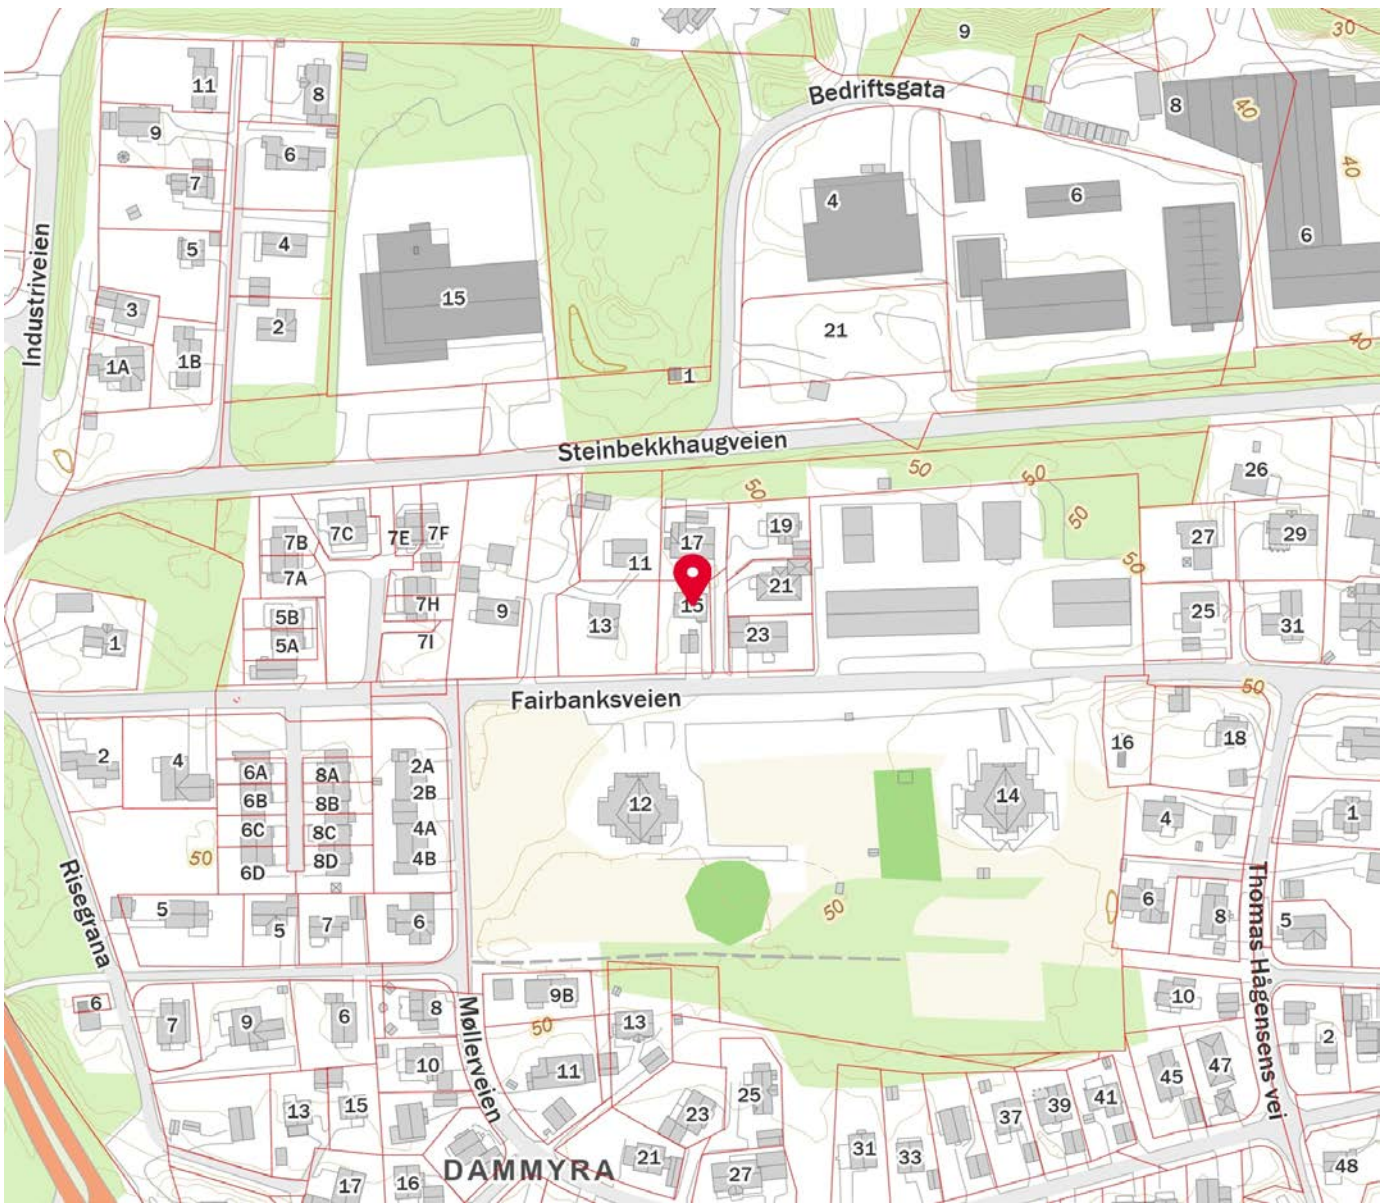 9
30
11
8
Bedriftsgata
8
40
9
6
7
4
6
40
5
4
6
Industriveien
3
2
15
21
1A
1B
1
40
Steinbekkhaugveien
50
50
50
26
7B
7C
7E
7F
17
19
50
27
29
7A
11
21
50
5B
7H
9
13
15
25
31
1
5A
7I
23
Fairbanksveien
50
2
4
6A
8A
2A
16
18
6B
8B
2B
12
14
6C
8C
4A
4
1
50
6D
8D
4B
Risegrana
5
5
7
6
50
6
8
5
Thomas Hågensens vei
6
7
9
6
8
Møllerveien
9B
50
13
10
2
10
11
13
15
23
25
37
39
41
45
47
31
33
DAMMYRA
21
27
17
16
48